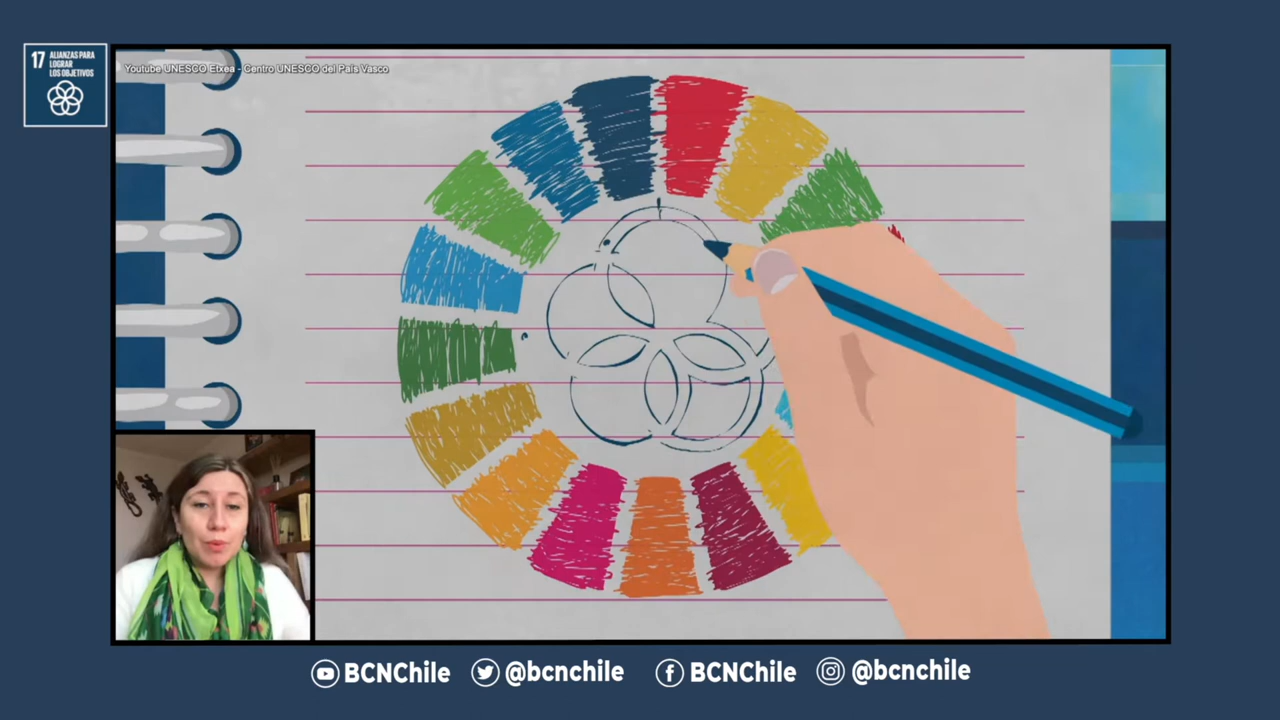 17 ALIANZAS PARA
LOGRAR
LOS OBJETIVOS
Youtube UNESCO Etxea - Centro UNESCO del País Vasco
BCNChile @bcnchile BCNChile @bcnchile